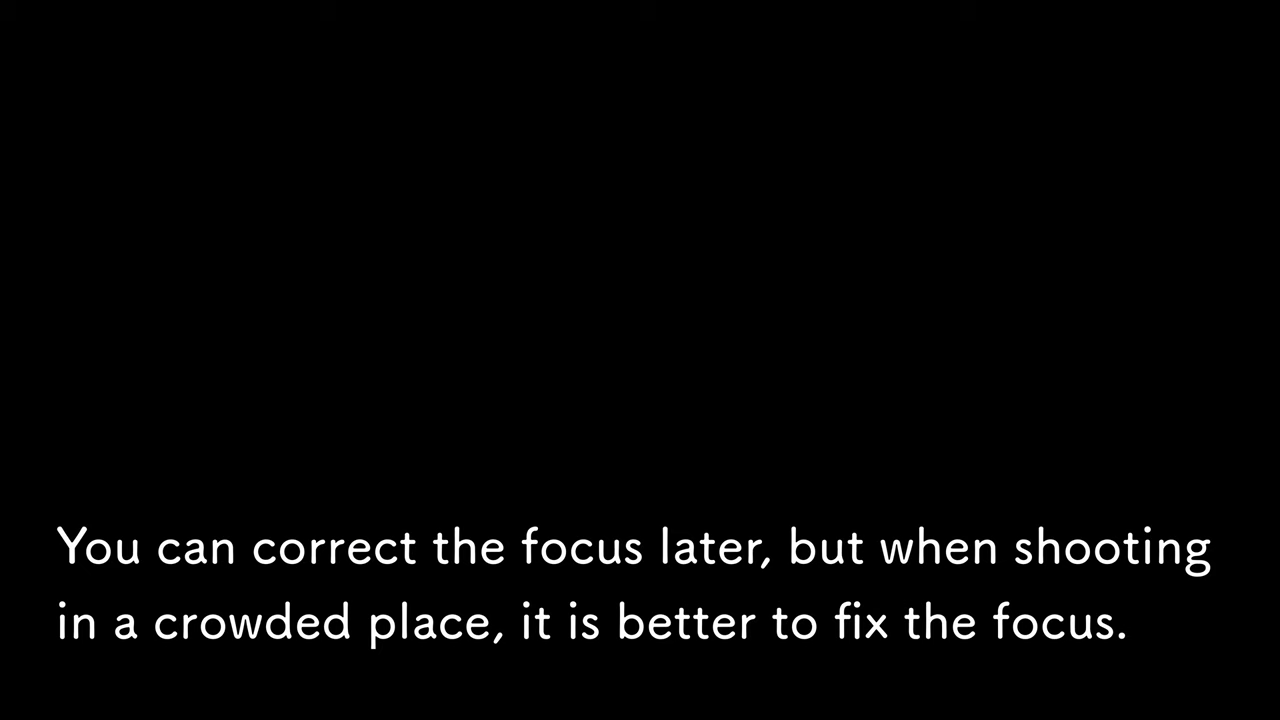 You can correct the focus later, but when shooting
in a crowded place, it is better to fix the focus.